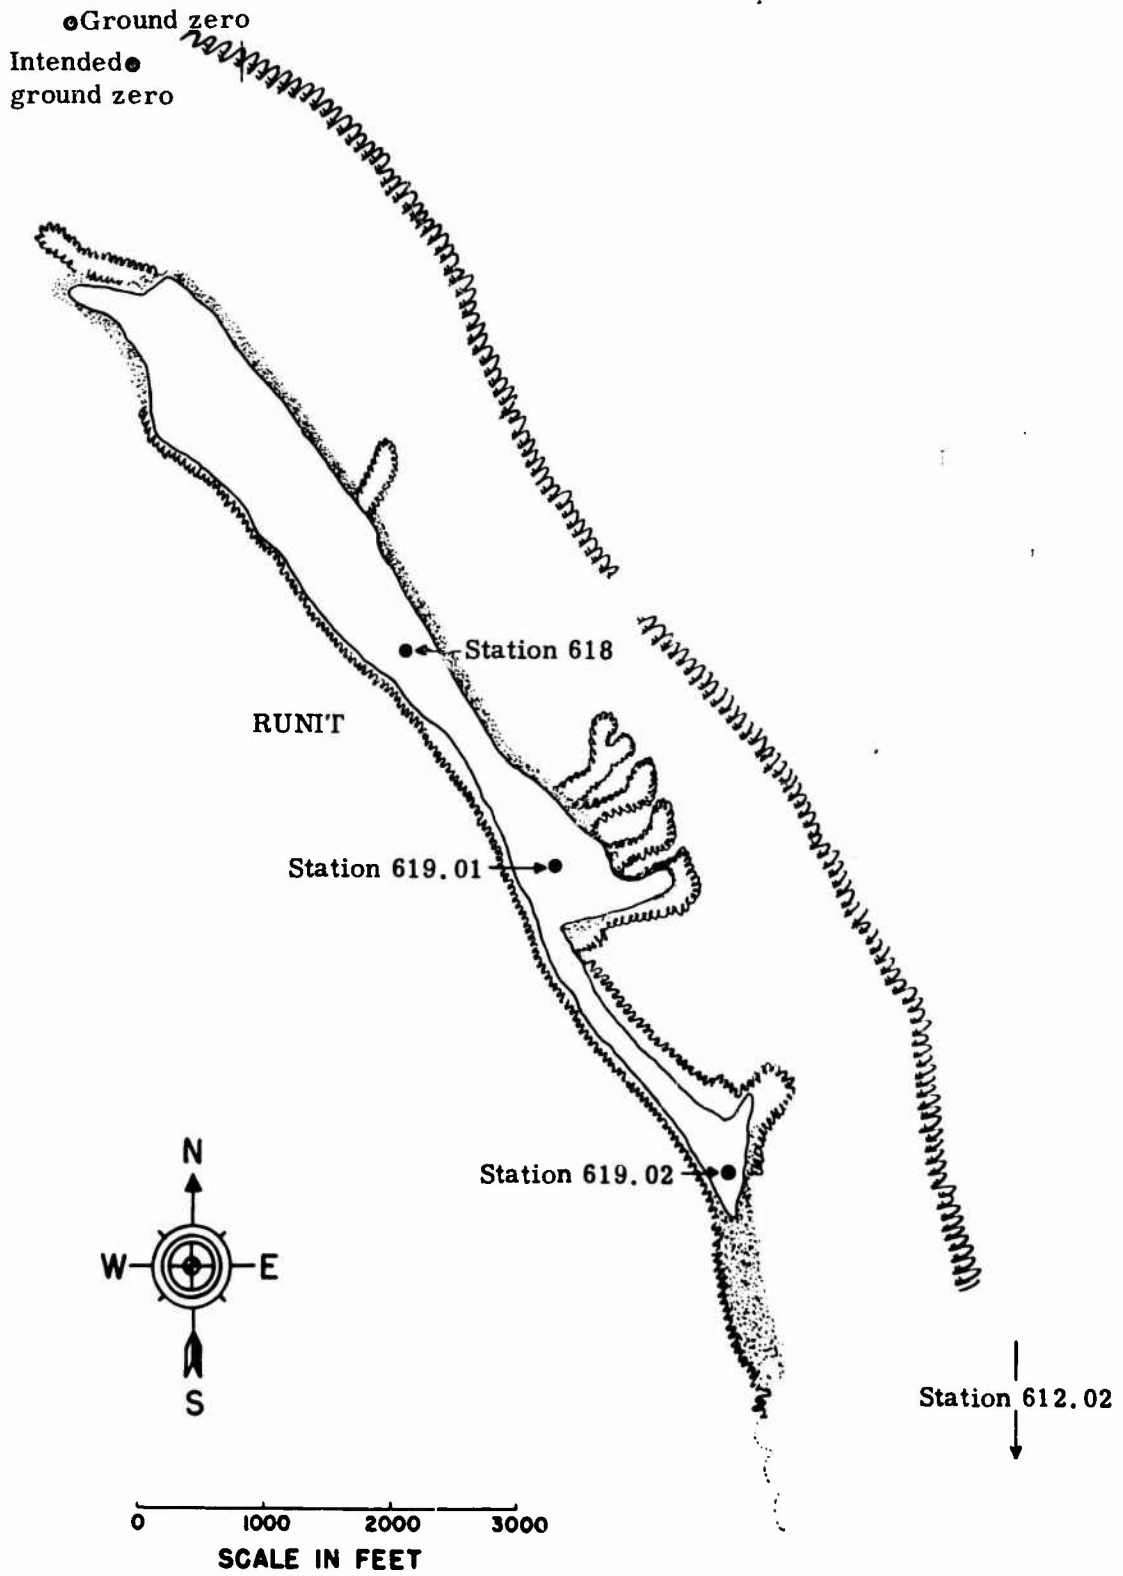 Ground zero
Intended
ground zero
Station 618
RUNIT
Station 619.01
Station 619.02
N
W E
S
Station 612.02
0 1000 2000 3000
SCALE IN FEET